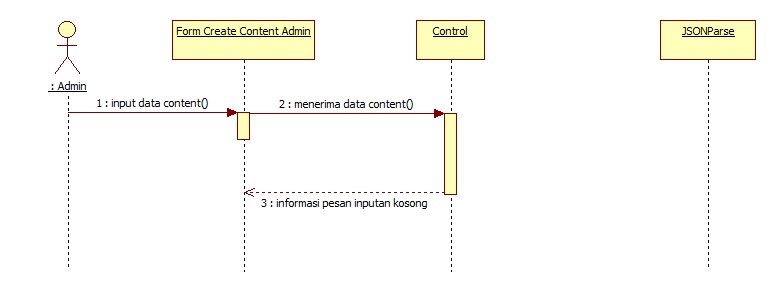 Form Create Content Admin
Control
JSONParse
: Admin
1 : input data content()
2 : menerima data content()
3 : informasi pesan inputan kosong